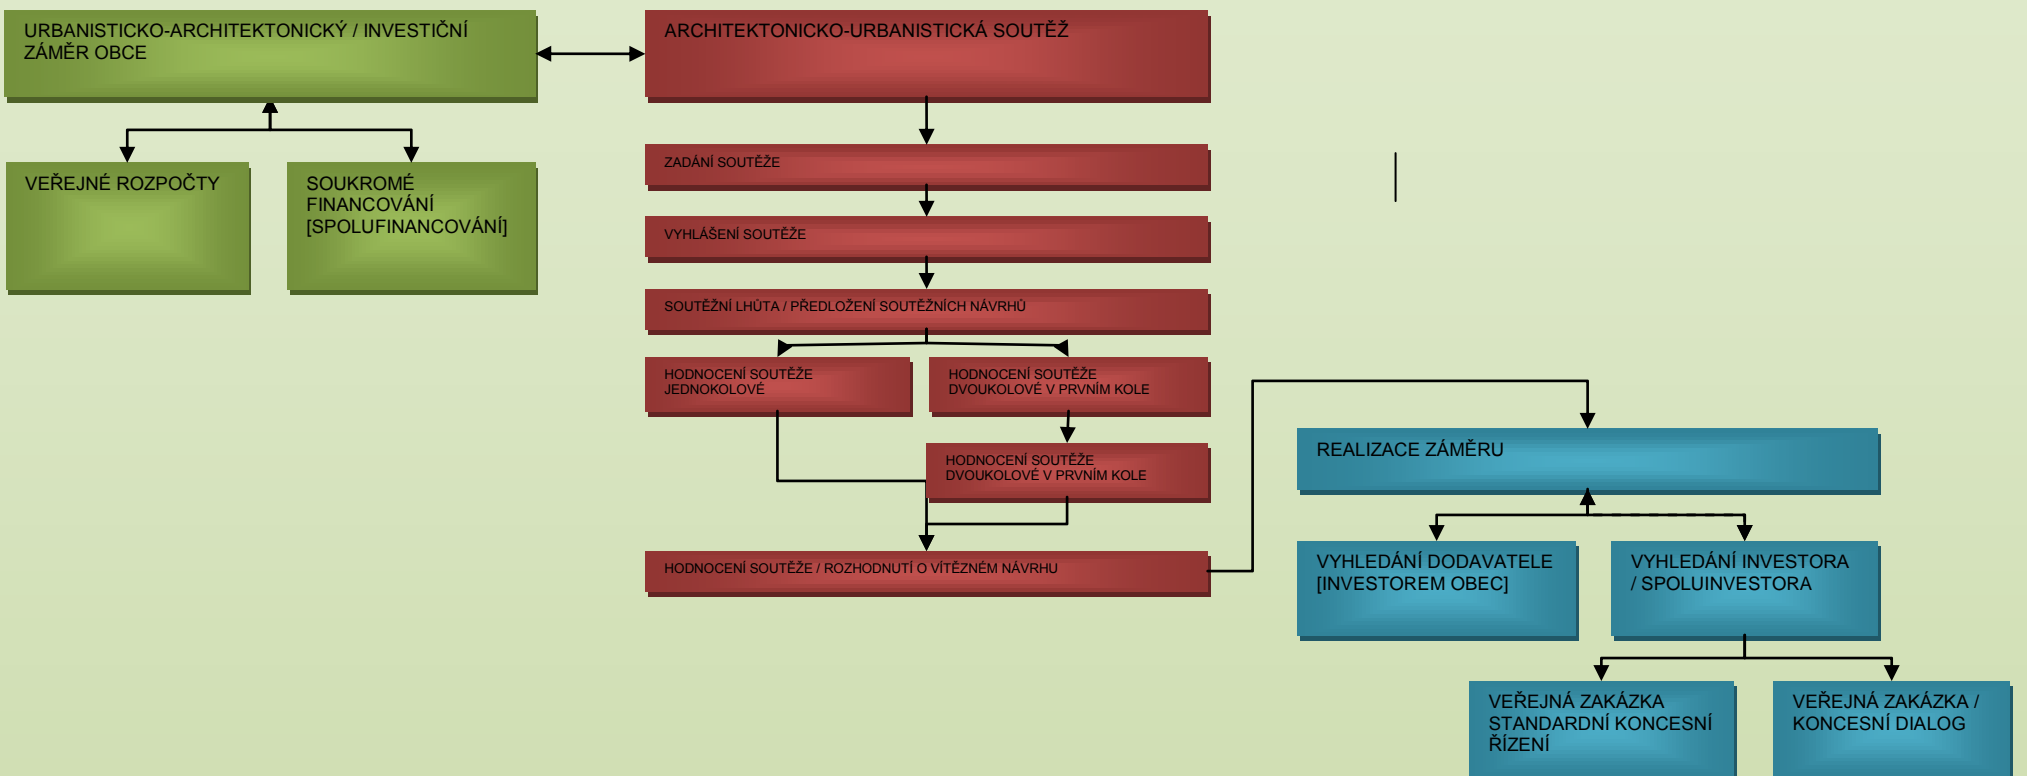 URBANISTICKO-ARCHITEKTONICKÝ / INVESTIČNÍ
ZÁMĚR OBCE
VEŘEJNÉ ROZPOČTY
SOUKROMÉ
FINANCOVÁNÍ
[SPOLUFINANCOVÁNÍ]
ARCHITEKTONICKO-URBANISTICKÁ SOUTĚŽ
ZADÁNÍ SOUTĚŽE
VYHLÁŠENÍ SOUTĚŽE
SOUTĚŽNÍ LHŮTA / PŘEDLOŽENÍ SOUTĚŽNÍCH NÁVRHŮ
HODNOCENÍ SOUTĚŽE
JEDNOKOLOVÉ
HODNOCENÍ SOUTĚŽE
DVOUKOLOVÉ V PRVNÍM KOLE
HODNOCENÍ SOUTĚŽE
DVOUKOLOVÉ V PRVNÍM KOLE
HODNOCENÍ SOUTĚŽE / ROZHODNUTÍ O VÍTĚZNÉM NÁVRHU
REALIZACE ZÁMĚRU
VYHLEDÁNÍ DODAVATELE
[INVESTOREM OBEC]
VYHLEDÁNÍ INVESTORA
/ SPOLUINVESTORA
VEŘEJNÁ ZAKÁZKA
STANDARDNÍ KONCESNÍ
ŘÍZENÍ
VEŘEJNÁ ZAKÁZKA /
KONCESNÍ DIALOG